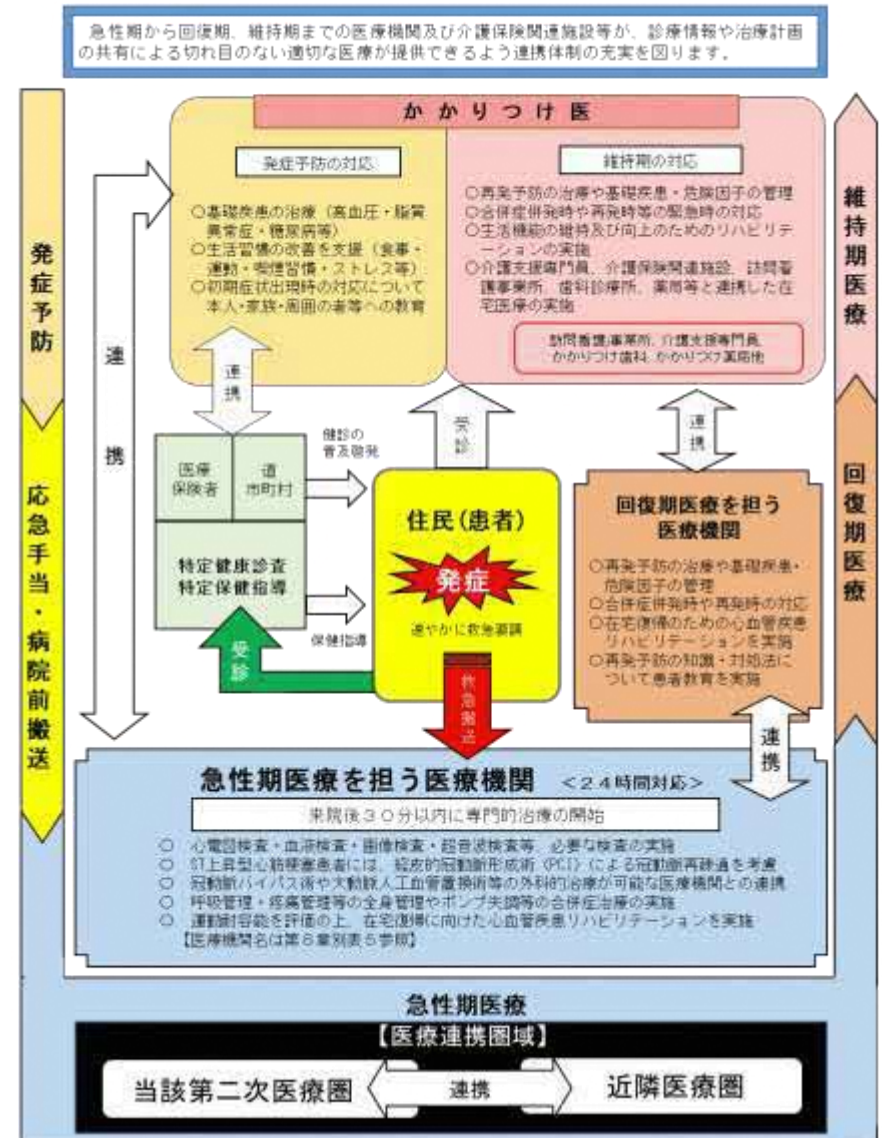 急性期から回復期、維持期までの医療機関及び介護保険関連施設等が、診療情報や治療計画
の共有による切れ目のない適切な医療が提供できるよう連携体制の充実を図ります。
かかりつけ医
発症予防の対応
○基礎疾患の治療（高血圧・脂質
異常症・糖尿病等）
○生活習慣の改善を支援（食事・
運動・喫煙習慣・ストレス等）
○初期症状出現時の対応について
本人・家族・周囲の者等への教育
維持期の対応
○再発予防の治療や基礎疾患・危険因子の管理
○合併症併発時や再発時等の緊急時の対応
○生活機能の維持及び向上のためのリハビリテ
ーションの実施
○介護支援専門員、介護保険関連施設、訪問看
護事業所、歯科診療所、薬局等と連携した在
宅医療の実施
訪問看護事業所、介護支援専門員、
かかりつけ歯科、かかりつけ薬局他
発症予防
応急手当・病院前搬送
維持期医療
回復期医療
連携
連携
受診
連携
医療
保険者
道
市町村
特定健康診査
特定保健指導
健診の
普及啓発
保健指導
受診
住民(患者)
発症
速やかに救急要請
救急搬送
回復期医療を担う
医療機関
○再発予防の治療や基礎疾患・
危険因子の管理
○合併症併発時や再発時の対応
○在宅復帰のための心血管疾患
リハビリテーションを実施
○再発予防の知識・対処法に
ついて患者教育を実施
連携
急性期医療を担う医療機関 ＜２４時間対応＞
来院後３０分以内に専門的治療の開始
○ 心電図検査・血液検査・画像検査・超音波検査等、必要な検査の実施
○ ST上昇型心筋梗塞患者には、経皮的冠動脈形成術（PCI）による冠動脈再疎通を考慮
○ 冠動脈バイパス術や大動脈人工血管置換術等の外科的治療が可能な医療機関との連携
○ 呼吸管理・疼痛管理等の全身管理やポンプ失調等の合併症治療の実施
○ 運動耐容能を評価の上、在宅復帰に向けた心血管疾患リハビリテーションを実施
【医療機関名は第８章別表５参照】
急性期医療
【医療連携圏域】
当該第二次医療圏
連携
近隣医療圏